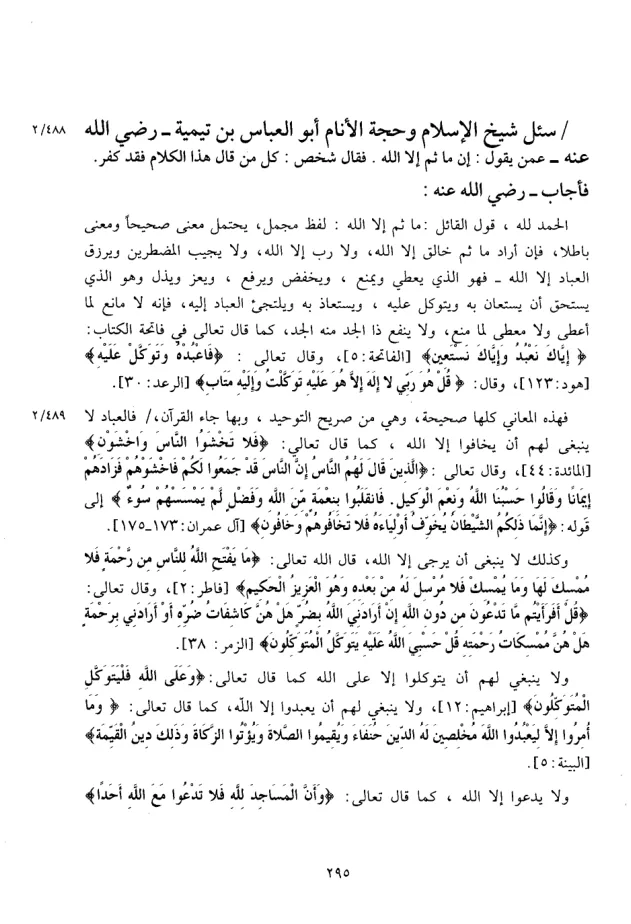 / سئل شيخ الإسلام وحجة الأنام أبو العباس بن تيمية ـ رضي الله ٢/٤٨٨
عنه ـ عمن يقول : إن ما ثم إلا الله . فقال شخص : كل من قال هذا الكلام فقد كفر.
فأجاب ـ رضي الله عنه :
الحمد لله ، قول القائل :ما ثم إلا الله : لفظ مجمل، يحتمل معنى صحيحاً ومعنى
باطلا، فإن أراد ما ثم خالق إلا الله، ولا رب إلا الله، ولا يجيب المضطرين ويرزق
العباد إلا الله ـ فهو الذي يعطي ويمنع ، ويخفض ويرفع ، ويعز ويذل وهو الذي
يستحق أن يستعان به ويتوكل عليه ، ويستعاذ به ويلتجئ العباد إليه، فإنه لا مانع لما
أعطى ولا معطي لما منع، ولا ينفع ذا الجد منه الجد، كما قال تعالى في فاتحة الكتاب:
﴿ إِيَّاكَ نَعْبُدُ وَإِيَّاكَ نَسْتَعِينُ﴾ [الفاتحة:٥]، وقال تعالى : ﴿فَاعْبُدْهُ وَتَوَكَّلْ عَلَيْهِ﴾
[هود:١٢٣]، وقال: ﴿ قُلْ هُوَ رَبِّي لا إِلَهَ إِلاَّ هُوَ عَلَيْهِ تَوَكَّلْتُ وَإِلَيْهِ مَتَابِ﴾ [الرعد: ٣٠].
فهذه المعاني كلها صحيحة، وهي من صريح التوحيد ، وبها جاء القرآن،/ فالعباد لا ٢/٤٨٩
ينبغي لهم أن يخافوا إلا الله ، كما قال تعالي: ﴿فَلا تَخْشَوُا النَّاسَ وَاخْشَوْنِ﴾
[المائدة:٤٤]، وقال تعالى :﴿الَّذِينَ قَالَ لَهُمُ النَّاسُ إِنَّ النَّاسَ قَدْ جَمَعُوا لَكُمْ فَاخْشَوْهُمْ فَزَادَهُمْ
إِيمَانًا وَقَالُوا حَسْبُنَا اللَّهُ وَنِعْمَ الْوَكِيلُ . فَانقَلَبُوا بِنِعْمَةٍ مِّنَ اللَّهِ وَفَضْلٍ لَّمْ يَمْسَسْهُمْ سُوءٌ ﴾ إلى
قوله: ﴿إِنَّمَا ذَلِكُمُ الشَّيْطَانُ يُخَوِّفُ أَوْلِيَاءَهُ فَلا تَخَافُوهُمْ وَخَافُونِ﴾ [آل عمران:١٧٣ـ١٧٥].
وكذلك لا ينبغي أن يرجى إلا الله، قال الله تعالى: ﴿مَا يَفْتَحِ اللَّهُ لِلنَّاسِ مِن رَّحْمَةٍ فَلا
مُمْسِكَ لَهَا وَمَا يُمْسِكْ فَلا مُرْسِلَ لَهُ مِنْ بَعْدِهِ وَهُوَ الْعَزِيزُ الْحَكِيمُ﴾ [فاطر:٢]، وقال تعالى:
﴿قُلْ أَفَرَأَيْتُم مَّا تَدْعُونَ مِن دُونِ اللَّهِ إِنْ أَرَادَنِيَ اللَّهُ بِضُرٍّ هَلْ هُنَّ كَاشِفَاتُ ضُرِّهِ أَوْ أَرَادَنِي بِرَحْمَةٍ
هَلْ هُنَّ مُمْسِكَاتُ رَحْمَتِهِ قُلْ حَسْبِيَ اللَّهُ عَلَيْهِ يَتَوَكَّلُ الْمُتَوَكِّلُونَ﴾ [الزمر: ٣٨].
ولا ينبغي لهم أن يتوكلوا إلا على الله كما قال تعالى: ﴿وَعَلَى اللَّهِ فَلْيَتَوَكَّلِ
الْمُتَوَكِّلُونَ﴾ [إبراهيم:١٢]، ولا ينبغي لهم أن يعبدوا إلا الله، كما قال تعالى: ﴿ وَمَا
أُمِرُوا إِلاَّ لِيَعْبُدُوا اللَّهَ مُخْلِصِينَ لَهُ الدِّينَ حُنَفَاءَ وَيُقِيمُوا الصَّلاةَ وَيُؤْتُوا الزَّكَاةَ وَذَلِكَ دِينُ الْقَيِّمَةِ﴾
[البينة:٥].
ولا يدعوا إلا الله ، كما قال تعالى: ﴿وَأَنَّ الْمَسَاجِدَ لِلَّهِ فَلا تَدْعُوا مَعَ اللَّهِ أَحَدًا﴾
٢٩٥